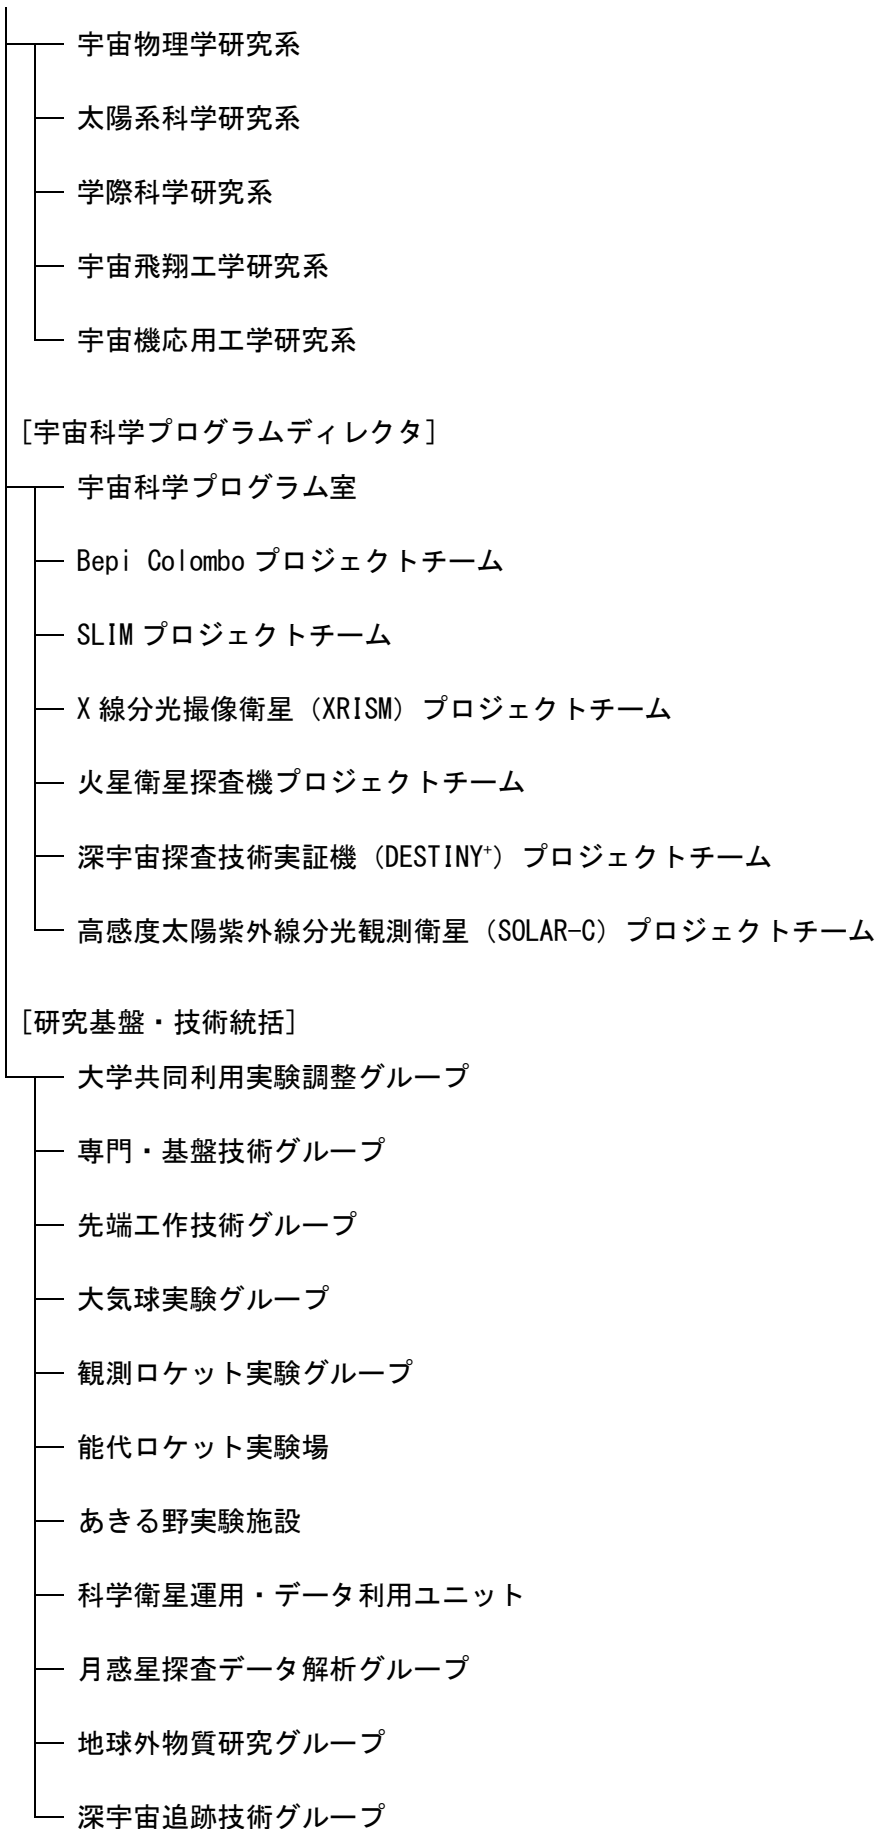 宇宙物理学研究系
太陽系科学研究系
学際科学研究系
宇宙飛翔工学研究系
宇宙機応用工学研究系
[宇宙科学プログラムディレクタ]
宇宙科学プログラム室
Bepi Colombo プロジェクトチーム
SLIM プロジェクトチーム
X 線分光撮像衛星（XRISM）プロジェクトチーム
火星衛星探査機プロジェクトチーム
深宇宙探査技術実証機（DESTINY⁺）プロジェクトチーム
高感度太陽紫外線分光観測衛星（SOLAR-C）プロジェクトチーム
[研究基盤・技術統括]
大学共同利用実験調整グループ
専門・基盤技術グループ
先端工作技術グループ
大気球実験グループ
観測ロケット実験グループ
能代ロケット実験場
あきる野実験施設
科学衛星運用・データ利用ユニット
月惑星探査データ解析グループ
地球外物質研究グループ
深宇宙追跡技術グループ